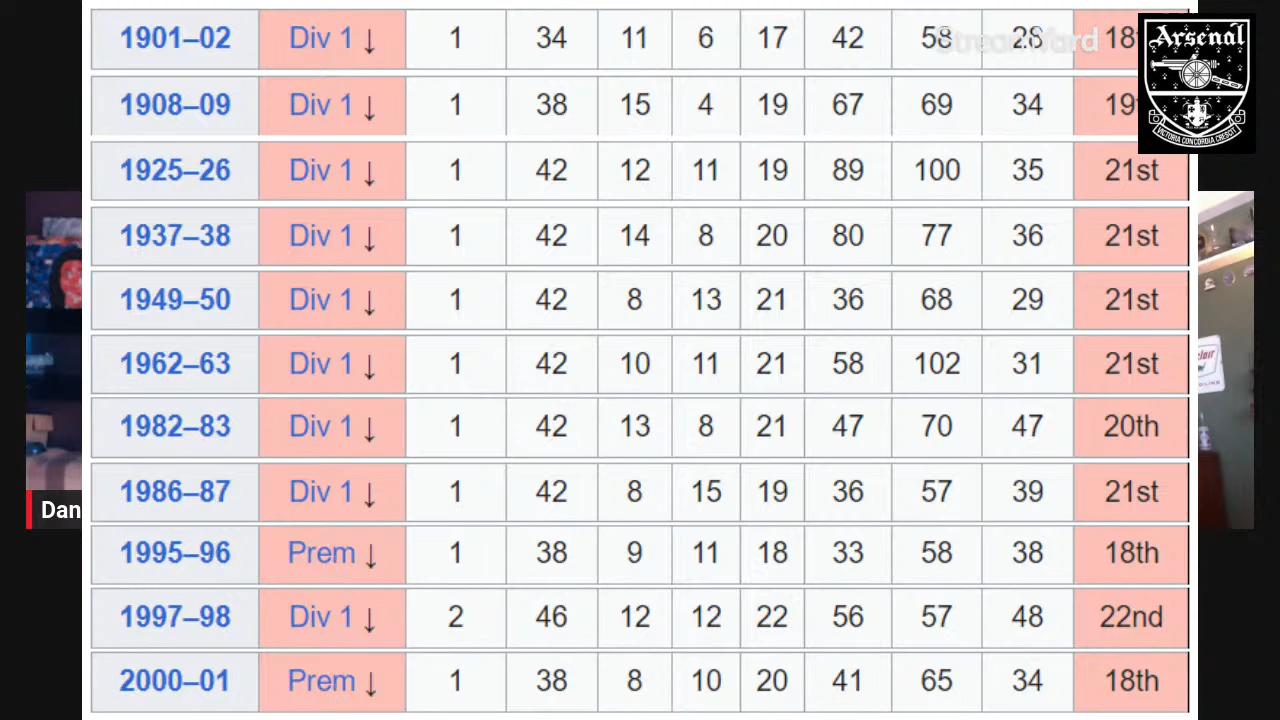 1901–02 Div 1 ↓ 1 34 11 6 17 42 58 28 18
StreamYard
Arsenal
VICTORIA CONCORDIA CRESCIT
1908–09 Div 1 ↓ 1 38 15 4 19 67 69 34 19
1925–26 Div 1 ↓ 1 42 12 11 19 89 100 35 21st
1937–38 Div 1 ↓ 1 42 14 8 20 80 77 36 21st
1949–50 Div 1 ↓ 1 42 8 13 21 36 68 29 21st
1962–63 Div 1 ↓ 1 42 10 11 21 58 102 31 21st
1982–83 Div 1 ↓ 1 42 13 8 21 47 70 47 20th
1986–87 Div 1 ↓ 1 42 8 15 19 36 57 39 21st
Dan
1995–96 Prem ↓ 1 38 9 11 18 33 58 38 18th
1997–98 Div 1 ↓ 2 46 12 12 22 56 57 48 22nd
2000–01 Prem ↓ 1 38 8 10 20 41 65 34 18th